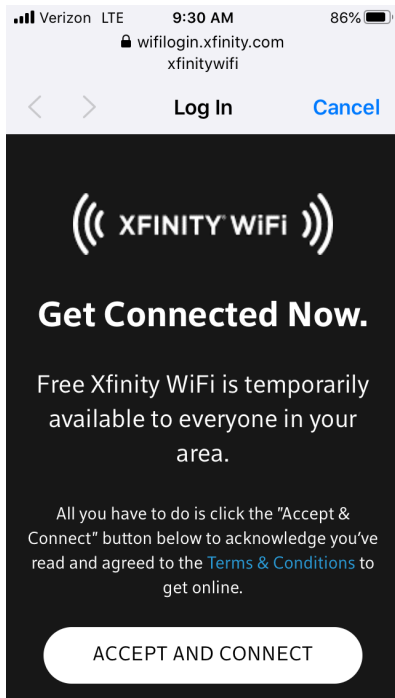 Verizon LTE 9:30 AM 86%
wifilogin.xfinity.com
xfinitywifi
Log In Cancel
XFINITY WiFi
Get Connected Now.
Free Xfinity WiFi is temporarily
available to everyone in your
area.
All you have to do is click the "Accept &
Connect" button below to acknowledge you've
read and agreed to the Terms & Conditions to
get online.
ACCEPT AND CONNECT